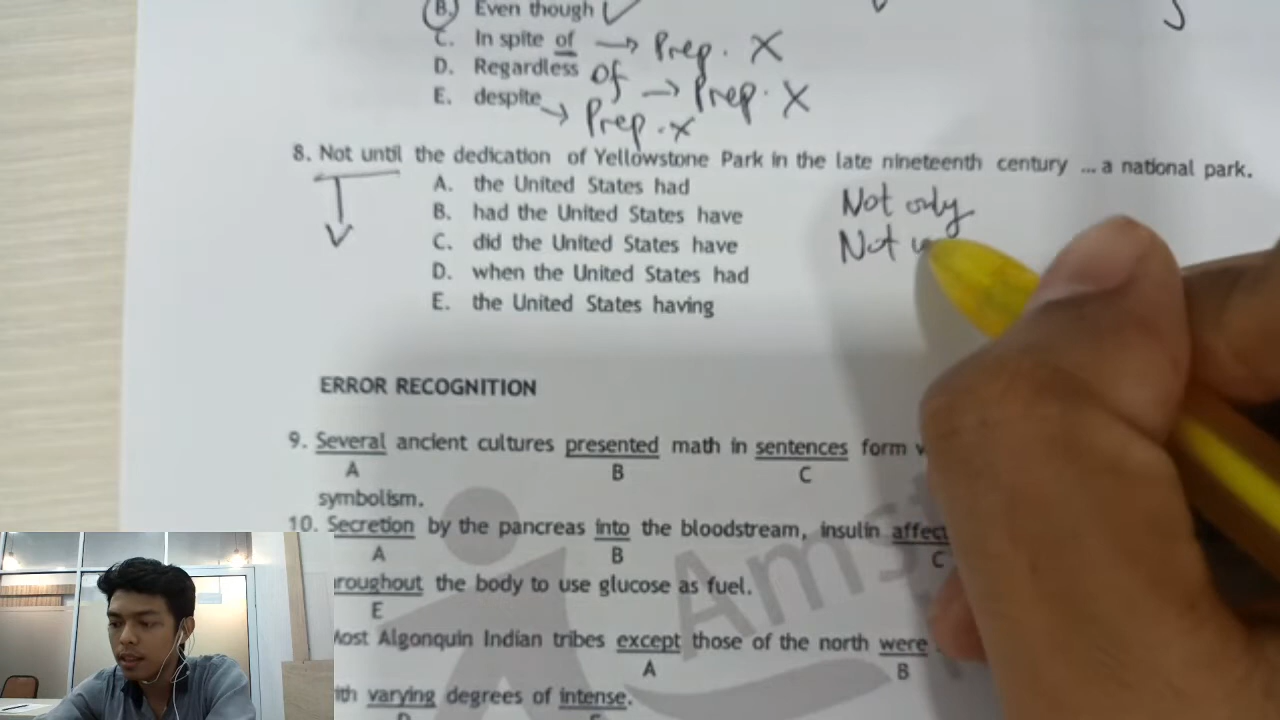 B. Even though
C. In spite of → Prep. X
D. Regardless of → Prep. X
E. despite → Prep. x
8. Not until the dedication of Yellowstone Park in the late nineteenth century ... a national park.
A. the United States had
B. had the United States have
C. did the United States have
D. when the United States had
E. the United States having
Not only
Not
ERROR RECOGNITION
9. Several ancient cultures presented math in sentences form
A B C
symbolism.
10. Secretion by the pancreas into the bloodstream, insulin affect
A B C
the body to use glucose as fuel.
E
Algonquin Indian tribes except those of the north were
A B
varying degrees of intense.
Ams